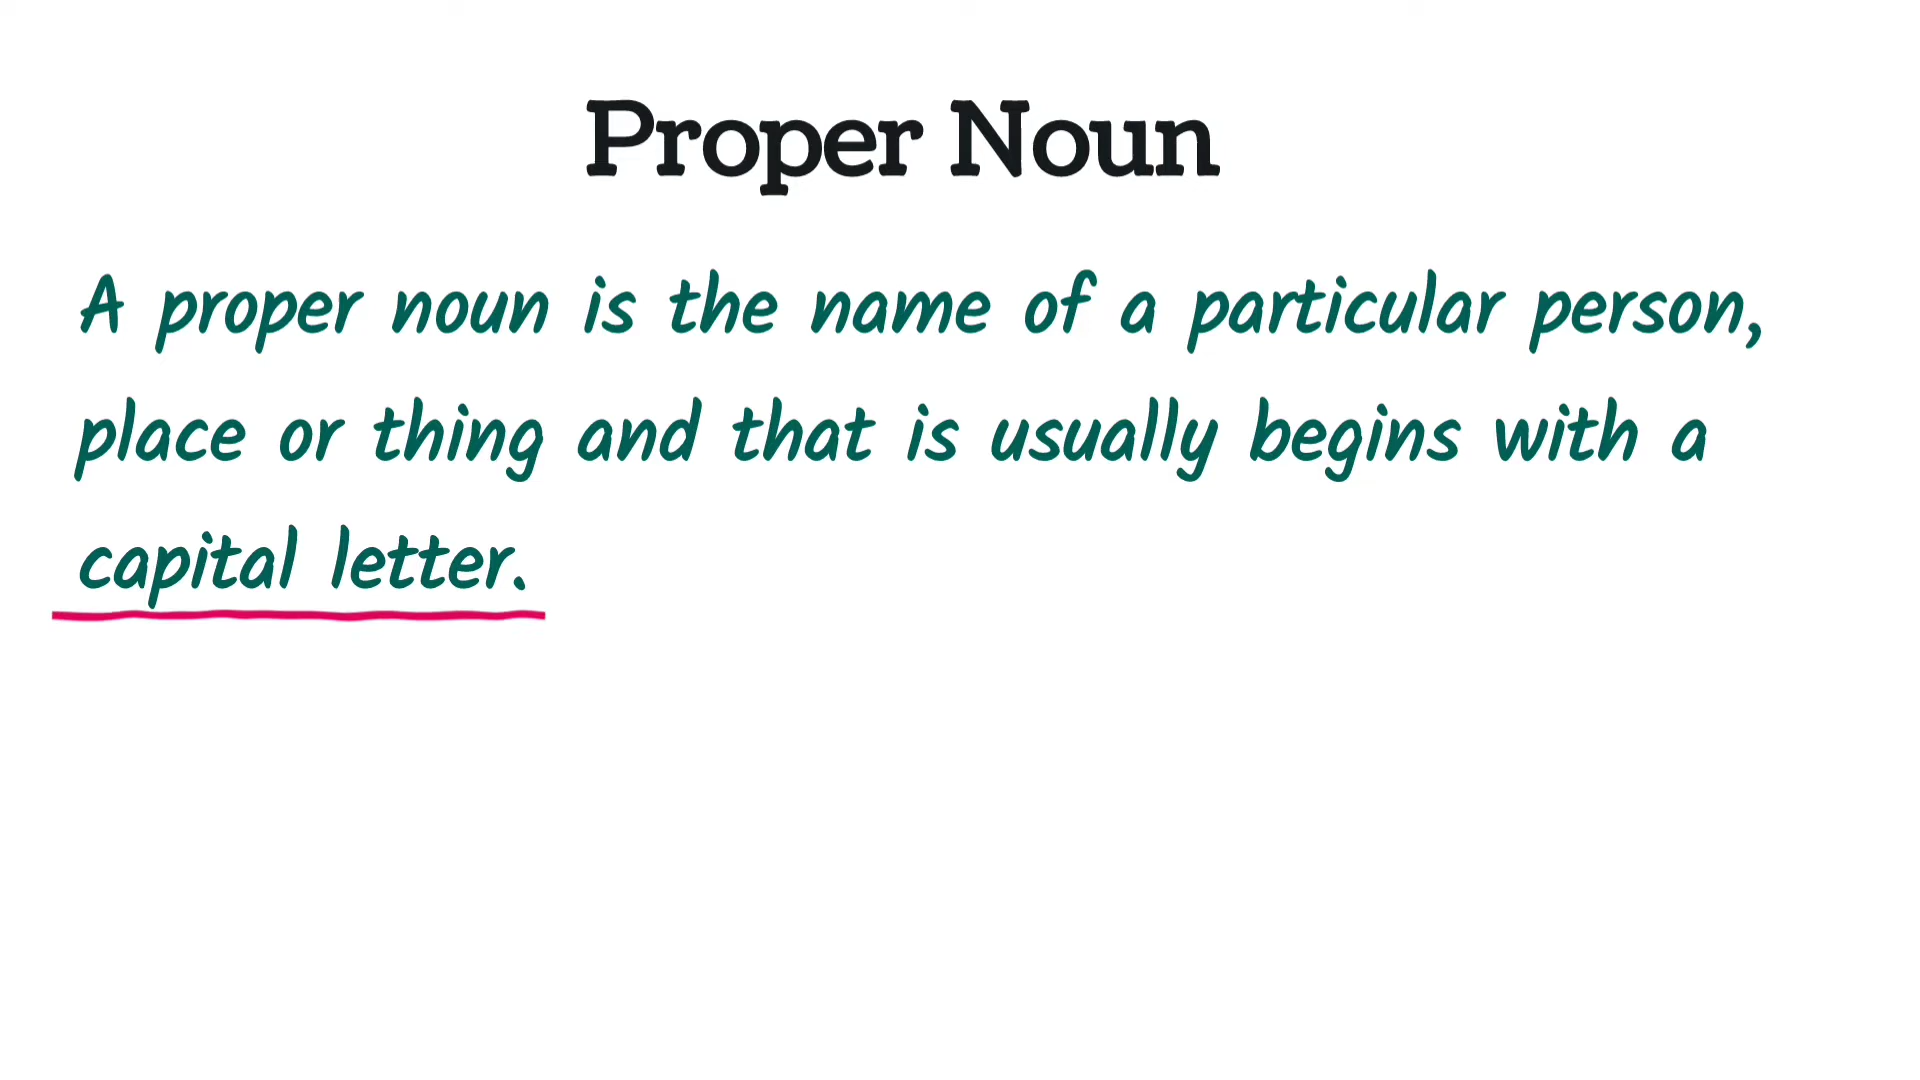 Proper Noun
A proper noun is the name of a particular person,
place or thing and that is usually begins with a
capital letter.